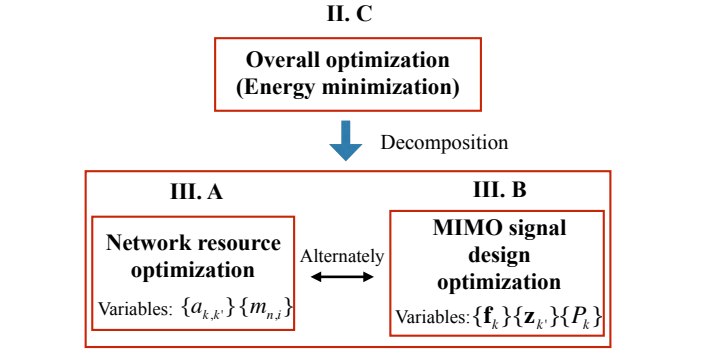 II. C
Overall optimization
(Energy minimization)
Decomposition
III. A
Network resource
optimization
Variables: {a_{k,k'}}{m_{n,i}}
Alternately
III. B
MIMO signal
design
optimization
Variables:{f_k}{z_{k'}}{P_k}